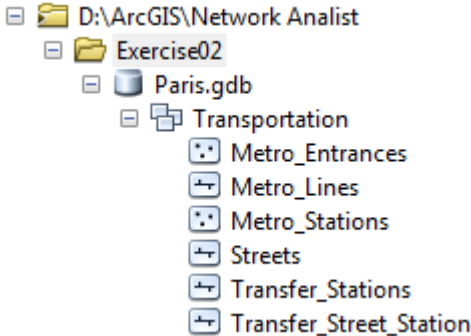 D:\ArcGIS\Network Analist
Exercise02
Paris.gdb
Transportation
Metro_Entrances
Metro_Lines
Metro_Stations
Streets
Transfer_Stations
Transfer_Street_Station